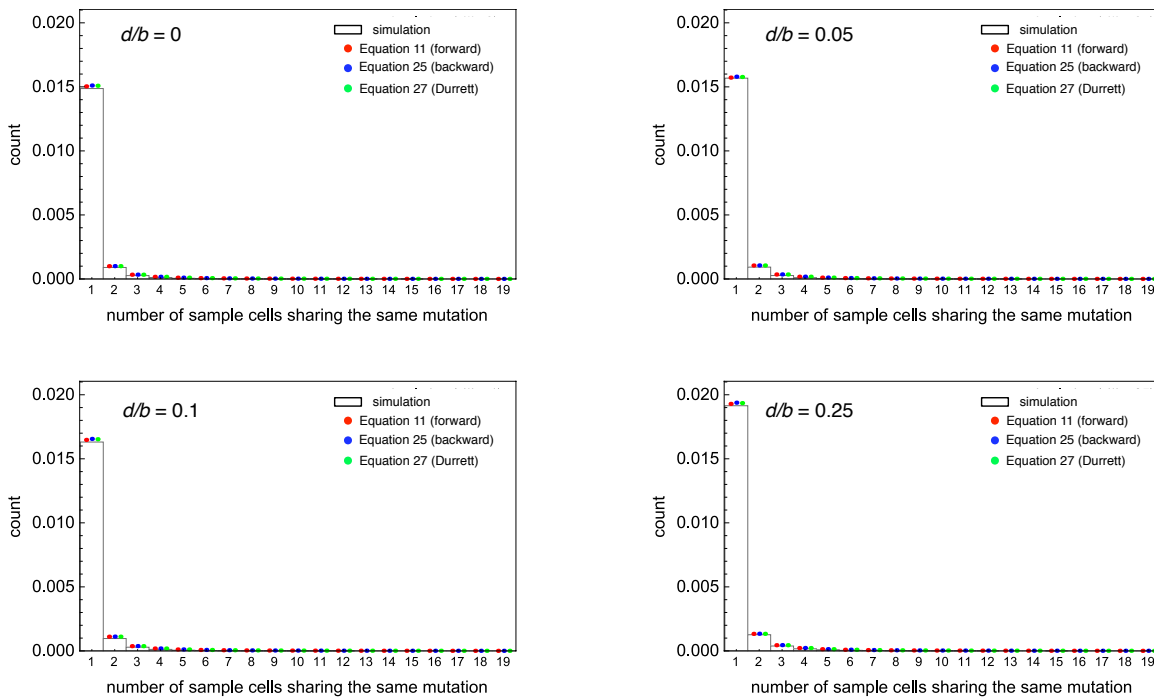 d/b = 0
simulation
Equation 11 (forward)
Equation 25 (backward)
Equation 27 (Durrett)
0.020
0.015
0.010
0.005
0.000
count
1 2 3 4 5 6 7 8 9 10 11 12 13 14 15 16 17 18 19
number of sample cells sharing the same mutation
d/b = 0.05
simulation
Equation 11 (forward)
Equation 25 (backward)
Equation 27 (Durrett)
0.020
0.015
0.010
0.005
0.000
count
1 2 3 4 5 6 7 8 9 10 11 12 13 14 15 16 17 18 19
number of sample cells sharing the same mutation
d/b = 0.1
simulation
Equation 11 (forward)
Equation 25 (backward)
Equation 27 (Durrett)
0.020
0.015
0.010
0.005
0.000
count
1 2 3 4 5 6 7 8 9 10 11 12 13 14 15 16 17 18 19
number of sample cells sharing the same mutation
d/b = 0.25
simulation
Equation 11 (forward)
Equation 25 (backward)
Equation 27 (Durrett)
0.020
0.015
0.010
0.005
0.000
count
1 2 3 4 5 6 7 8 9 10 11 12 13 14 15 16 17 18 19
number of sample cells sharing the same mutation